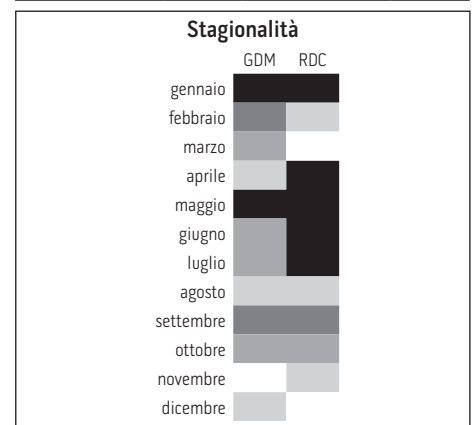 Stagionalità
GDM RDC
gennaio
febbraio
marzo
aprile
maggio
giugno
luglio
agosto
settembre
ottobre
novembre
dicembre